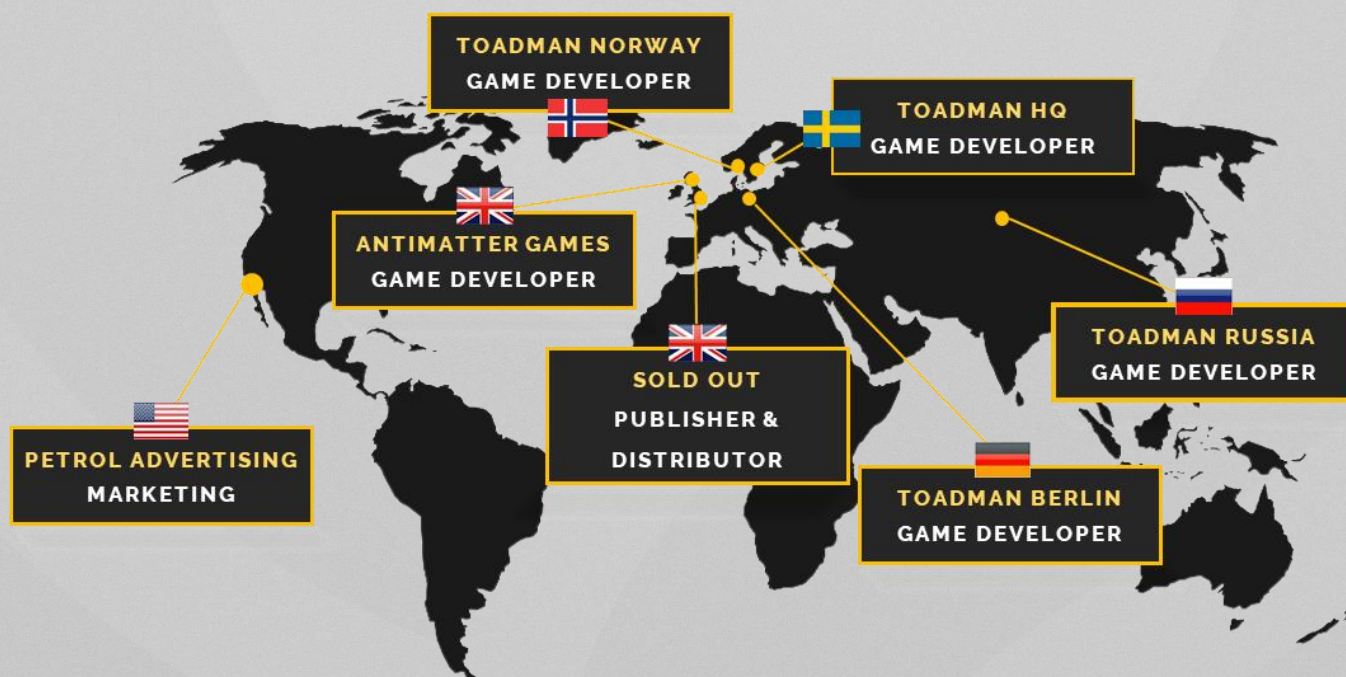 TOADMAN NORWAY
GAME DEVELOPER
TOADMAN HQ
GAME DEVELOPER
ANTIMATTER GAMES
GAME DEVELOPER
TOADMAN RUSSIA
GAME DEVELOPER
SOLD OUT
PUBLISHER &
DISTRIBUTOR
PETROL ADVERTISING
MARKETING
TOADMAN BERLIN
GAME DEVELOPER